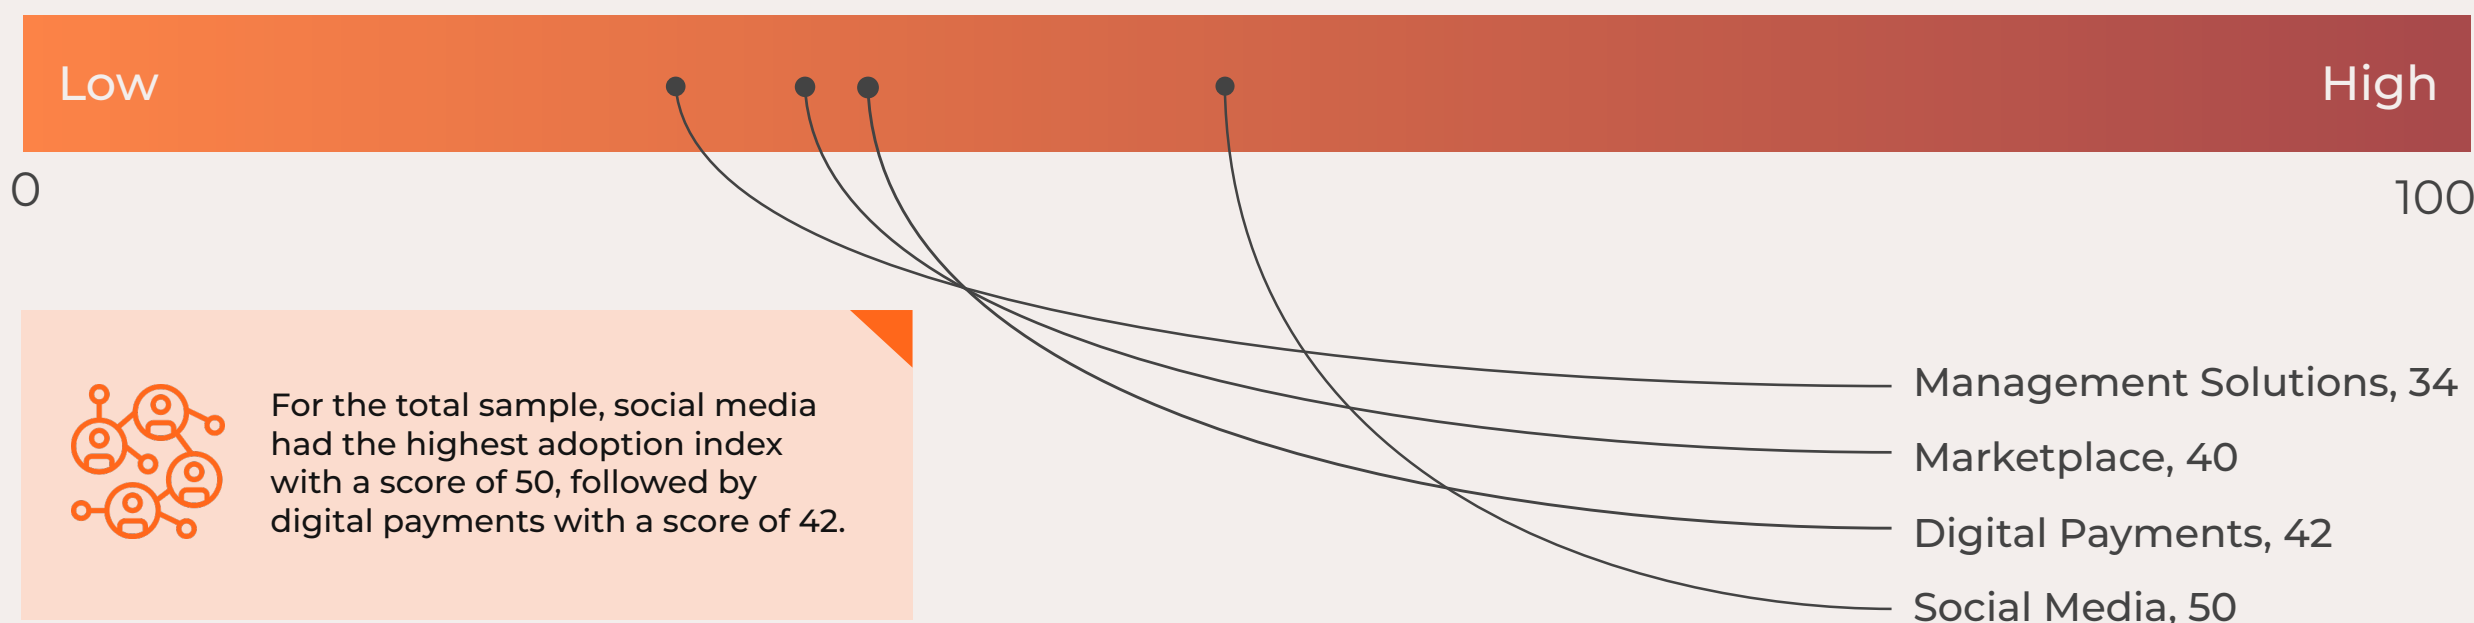 Low
High
0
100
For the total sample, social media
had the highest adoption index
with a score of 50, followed by
digital payments with a score of 42.
Management Solutions, 34
Marketplace, 40
Digital Payments, 42
Social Media, 50